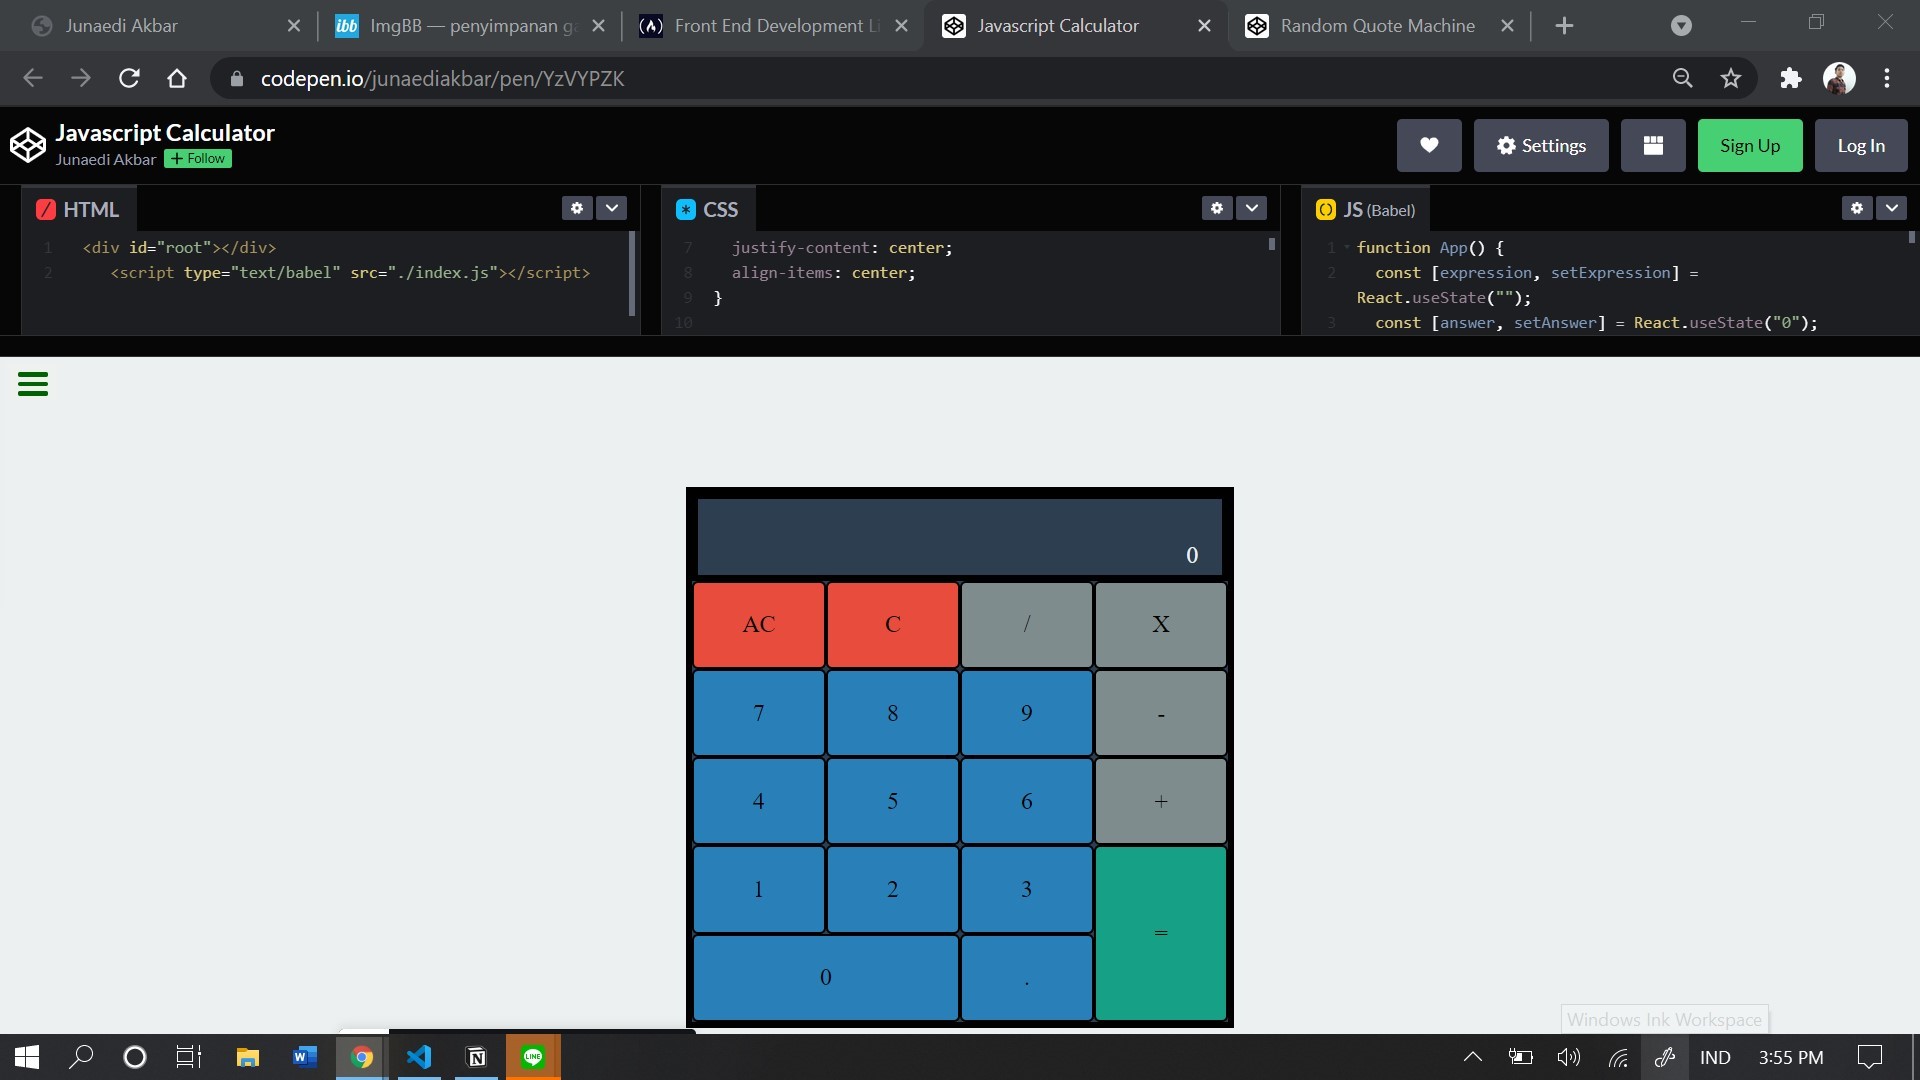 Junaedi Akbar
ibb ImgBB — penyimpanan ga
Front End Development Li
Javascript Calculator
Random Quote Machine
codepen.io/junaediakbar/pen/YzVYPZK
Javascript Calculator
Junaedi Akbar + Follow
Settings
Sign Up
Log In
HTML
1 <div id="root"></div>
2 <script type="text/babel" src="./index.js"></script>
CSS
7 justify-content: center;
8 align-items: center;
9 }
10
JS (Babel)
1 function App() {
2 const [expression, setExpression] =
React.useState("");
3 const [answer, setAnswer] = React.useState("0");
0
AC C / X
7 8 9 -
4 5 6 +
1 2 3
=
0 .
Windows Ink Workspace
W
N
LINE
IND 3:55 PM